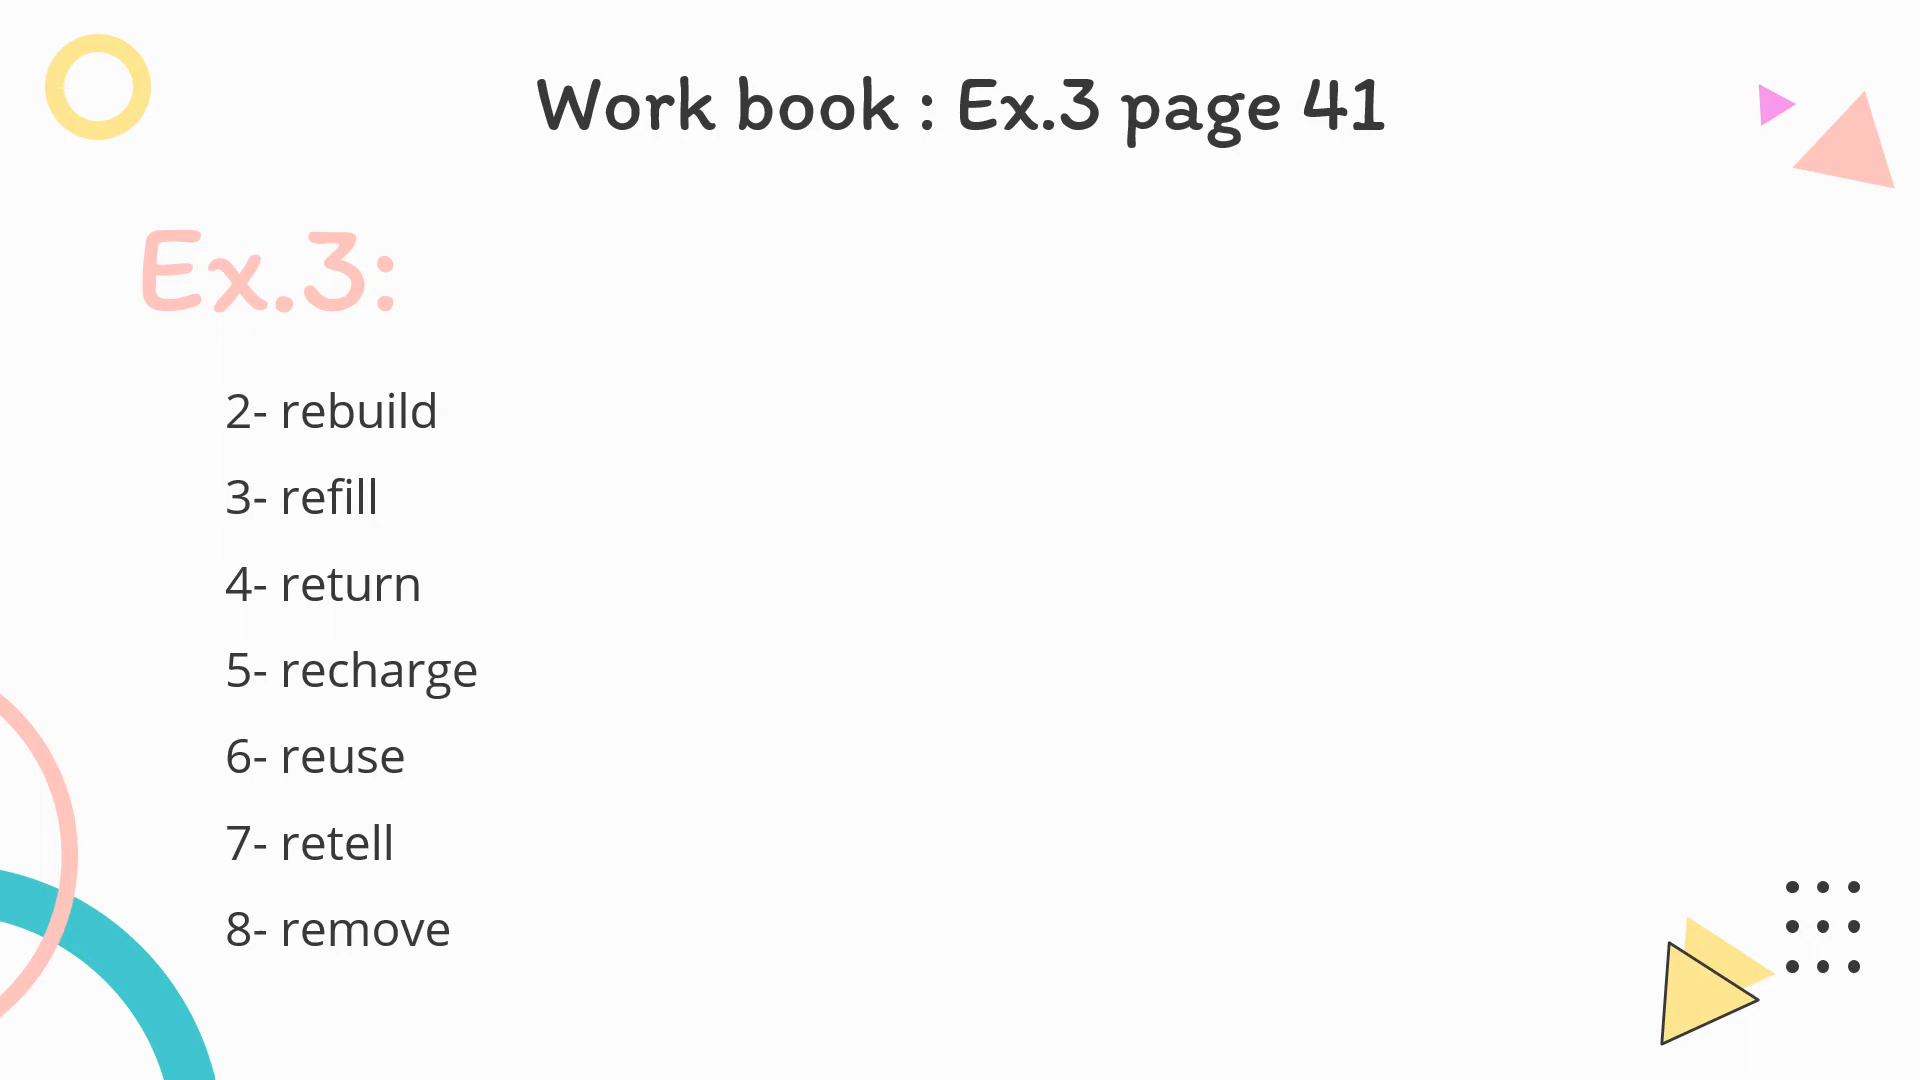 Work book : Ex.3 page 41
Ex.3:
2- rebuild
3- refill
4- return
5- recharge
6- reuse
7- retell
8- remove